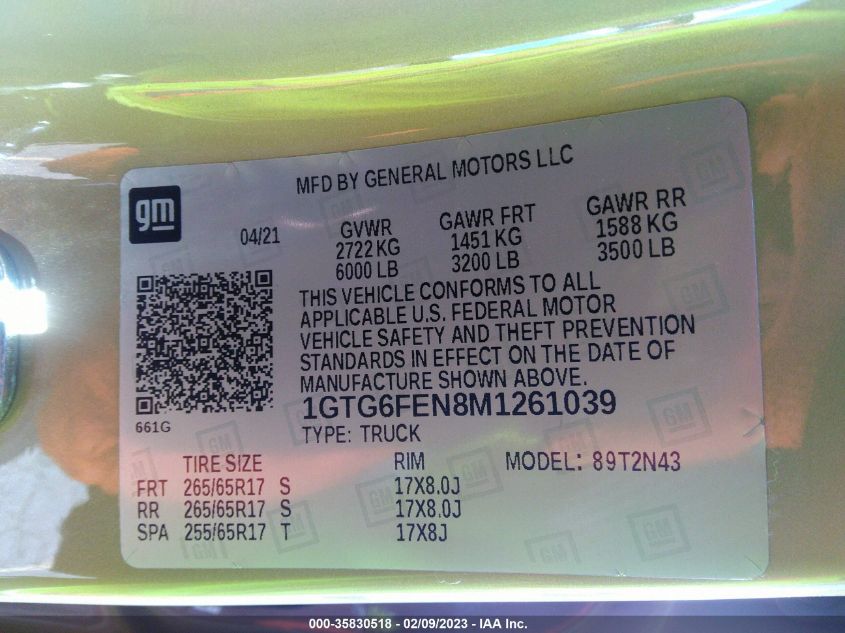 MFD BY GENERAL MOTORS LLC
gm
04/21
GVWR
2722 KG
6000 LB
GAWR FRT
1451 KG
3200 LB
GAWR RR
1588 KG
3500 LB
THIS VEHICLE CONFORMS TO ALL
APPLICABLE U.S. FEDERAL MOTOR
VEHICLE SAFETY AND THEFT PREVENTION
STANDARDS IN EFFECT ON THE DATE OF
MANUFACTURE SHOWN ABOVE.
661G
1GTG6FEN8M1261039
TYPE: TRUCK
TIRE SIZE RIM MODEL: 89T2N43
FRT 265/65R17 S 17X8.0J
RR 265/65R17 S 17X8.0J
SPA 255/65R17 T 17X8J
000-35830518 - 02/09/2023 - IAA Inc.